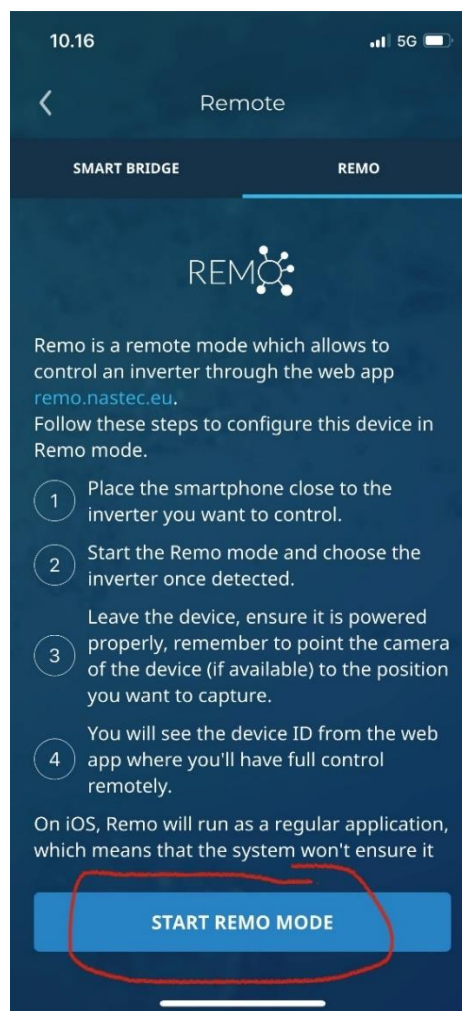 10.16
5G
Remote
SMART BRIDGE
REMO
REMO
Remo is a remote mode which allows to
control an inverter through the web app
remo.nastec.eu.
Follow these steps to configure this device in
Remo mode.
1 Place the smartphone close to the
inverter you want to control.
2 Start the Remo mode and choose the
inverter once detected.
Leave the device, ensure it is powered
3 properly, remember to point the camera
of the device (if available) to the position
you want to capture.
You will see the device ID from the web
4 app where you'll have full control
remotely.
On iOS, Remo will run as a regular application,
which means that the system won't ensure it
START REMO MODE